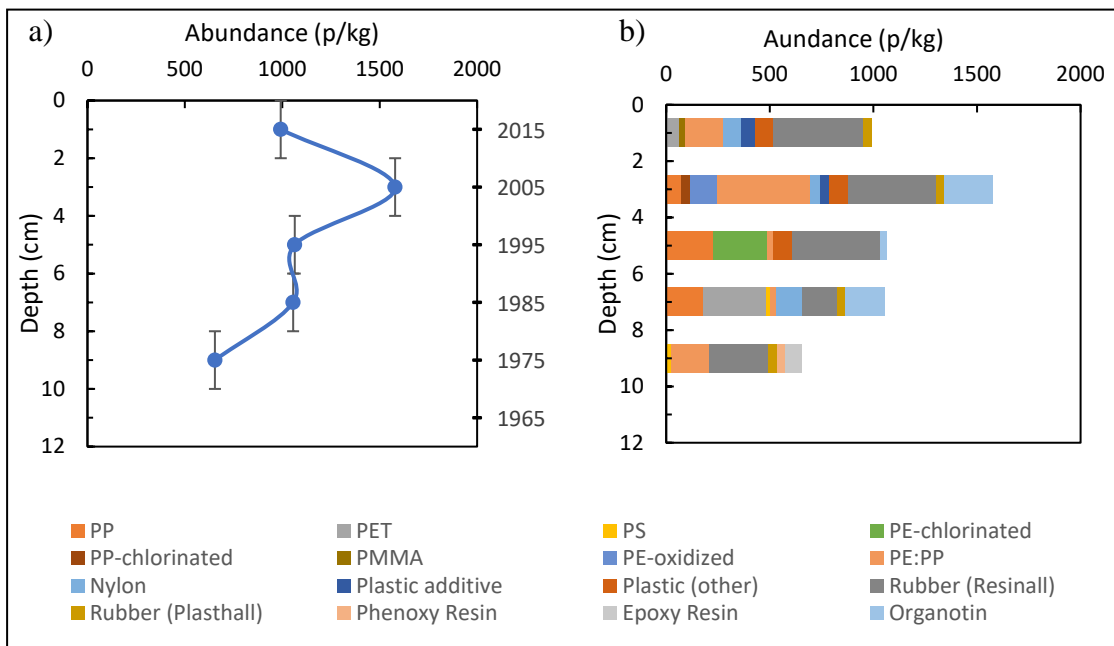 a)
Abundance (p/kg)
0 500 1000 1500 2000
0
2
4
6
8
10
12
Depth (cm)
2015
2005
1995
1985
1975
1965
b)
Aundance (p/kg)
0 500 1000 1500 2000
0
2
4
6
8
10
12
Depth (cm)
PP PET PS PE-chlorinated
PP-chlorinated PMMA PE-oxidized PE:PP
Nylon Plastic additive Plastic (other) Rubber (Resinall)
Rubber (Plasthall) Phenoxy Resin Epoxy Resin Organotin